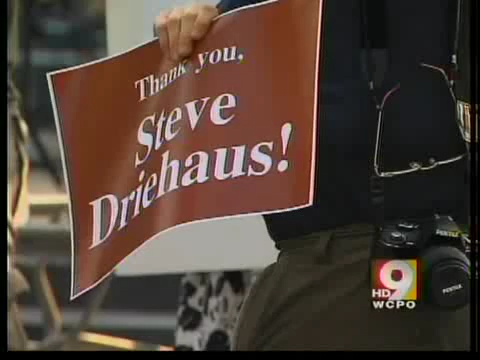 Thank you,
Steve
Driehaus!
PENTAX
PENTAX
HD 9
WCPO